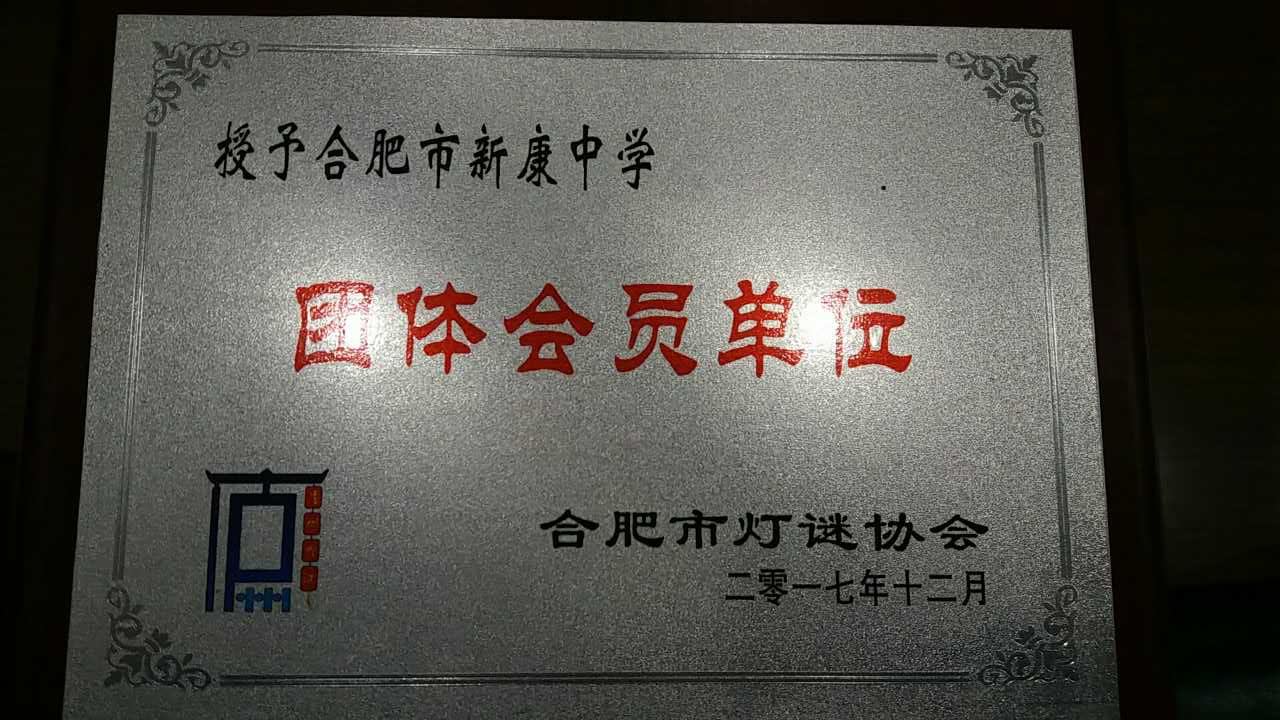 授予合肥市新康中学
团体会员单位
合肥市灯谜协会
二零一七年十二月